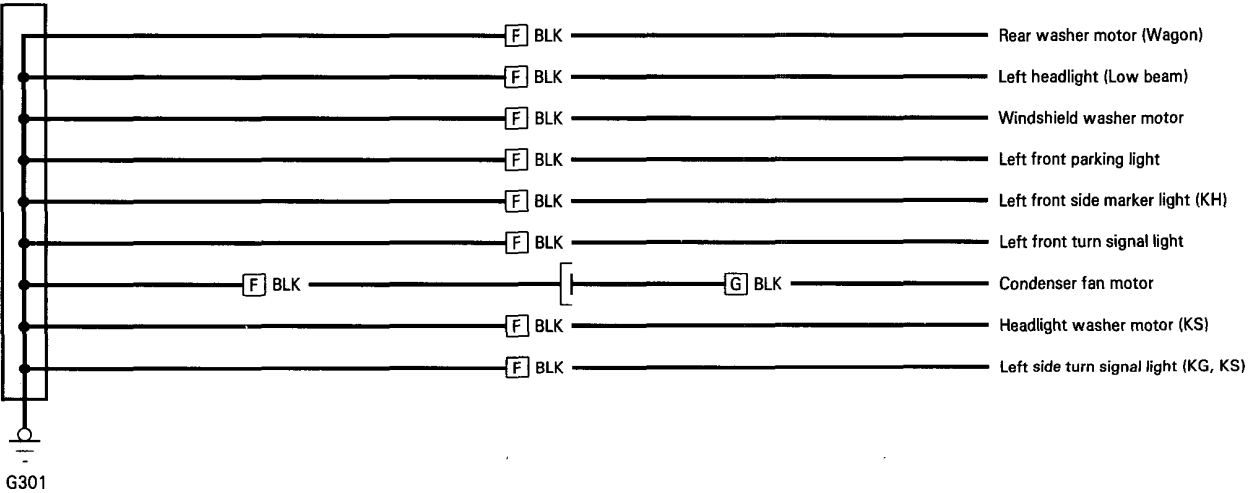 F BLK Rear washer motor (Wagon)
F BLK Left headlight (Low beam)
F BLK Windshield washer motor
F BLK Left front parking light
F BLK Left front side marker light (KH)
F BLK Left front turn signal light
F BLK G BLK Condenser fan motor
F BLK Headlight washer motor (KS)
F BLK Left side turn signal light (KG, KS)
G301